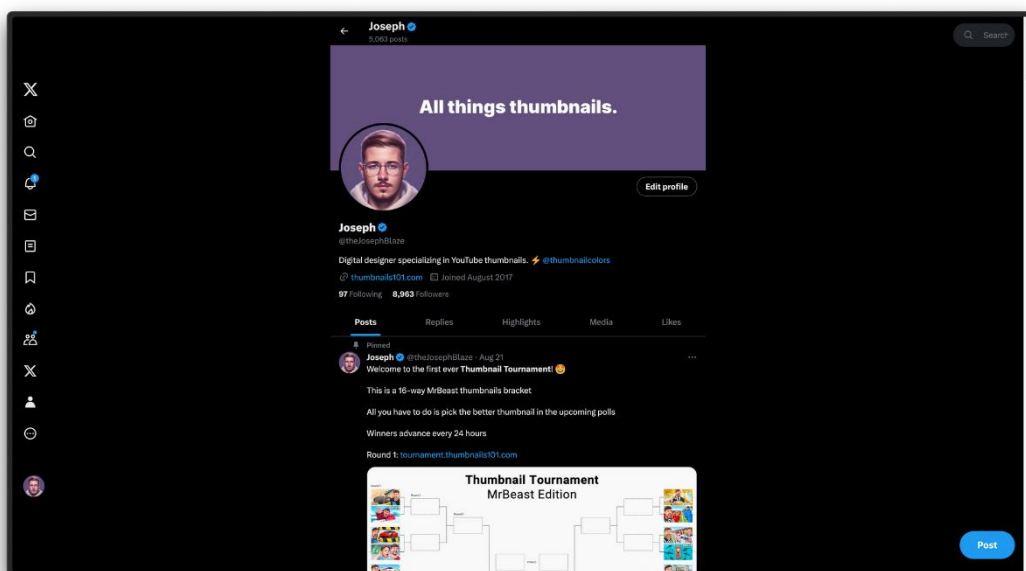 Joseph
5,063 posts
Search
All things thumbnails.
Edit profile
Joseph
@theJosephBlaze
Digital designer specializing in YouTube thumbnails. ⚡ @thumbnailcolors
thumbnails101.com Joined August 2017
97 Following 8,963 Followers
Posts Replies Highlights Media Likes
Pinned
Joseph @theJosephBlaze · Aug 21
Welcome to the first ever Thumbnail Tournament! 🤩
This is a 16-way MrBeast thumbnails bracket
All you have to do is pick the better thumbnail in the upcoming polls
Winners advance every 24 hours
Round 1: tournament.thumbnails101.com
Thumbnail Tournament
MrBeast Edition
Post